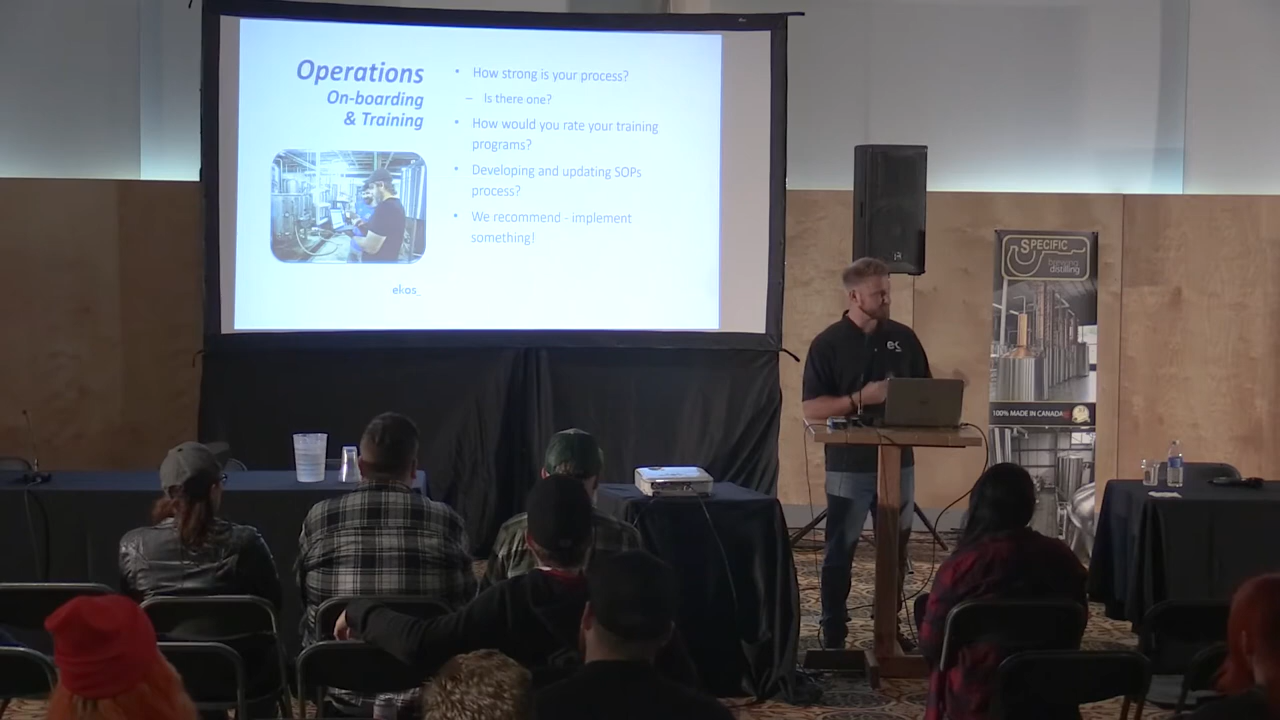 Operations
On-boarding
& Training
• How strong is your process?
– Is there one?
• How would you rate your training
programs?
• Developing and updating SOPs
process?
• We recommend - implement
something!
ekos_
ek
SPECIFIC
brewing
distilling
100% MADE IN CANADA